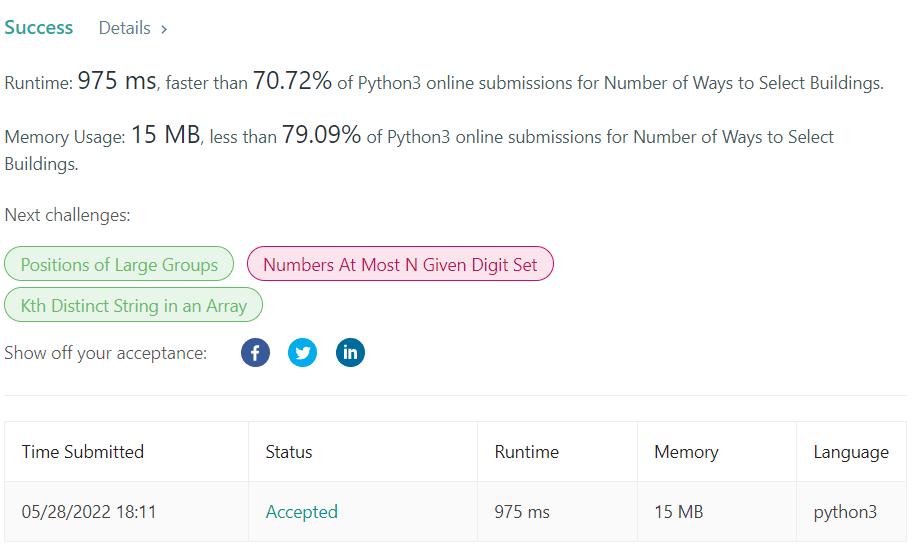 Success Details >
Runtime: 975 ms, faster than 70.72% of Python3 online submissions for Number of Ways to Select Buildings.
Memory Usage: 15 MB, less than 79.09% of Python3 online submissions for Number of Ways to Select
Buildings.
Next challenges:
Positions of Large Groups Numbers At Most N Given Digit Set
Kth Distinct String in an Array
Show off your acceptance: f in
Time Submitted Status Runtime Memory Language
05/28/2022 18:11 Accepted 975 ms 15 MB python3